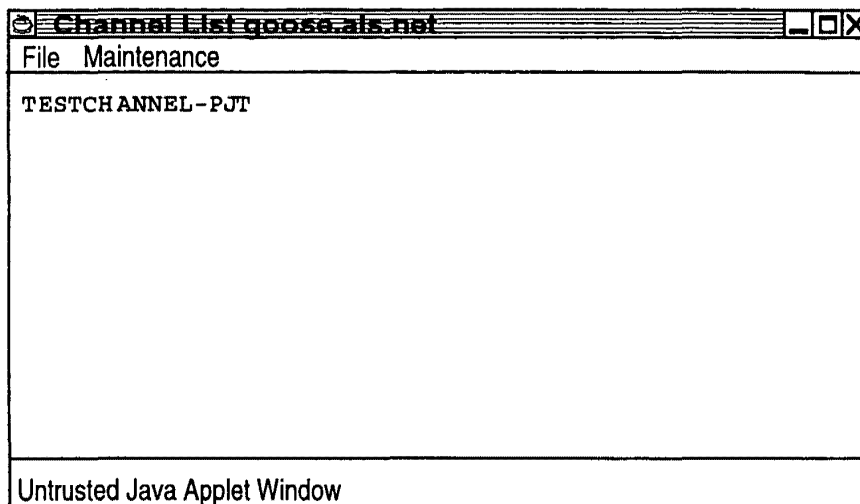 Channel List goose.als.net
File Maintenance
TESTCHANNEL-PJT
Untrusted Java Applet Window